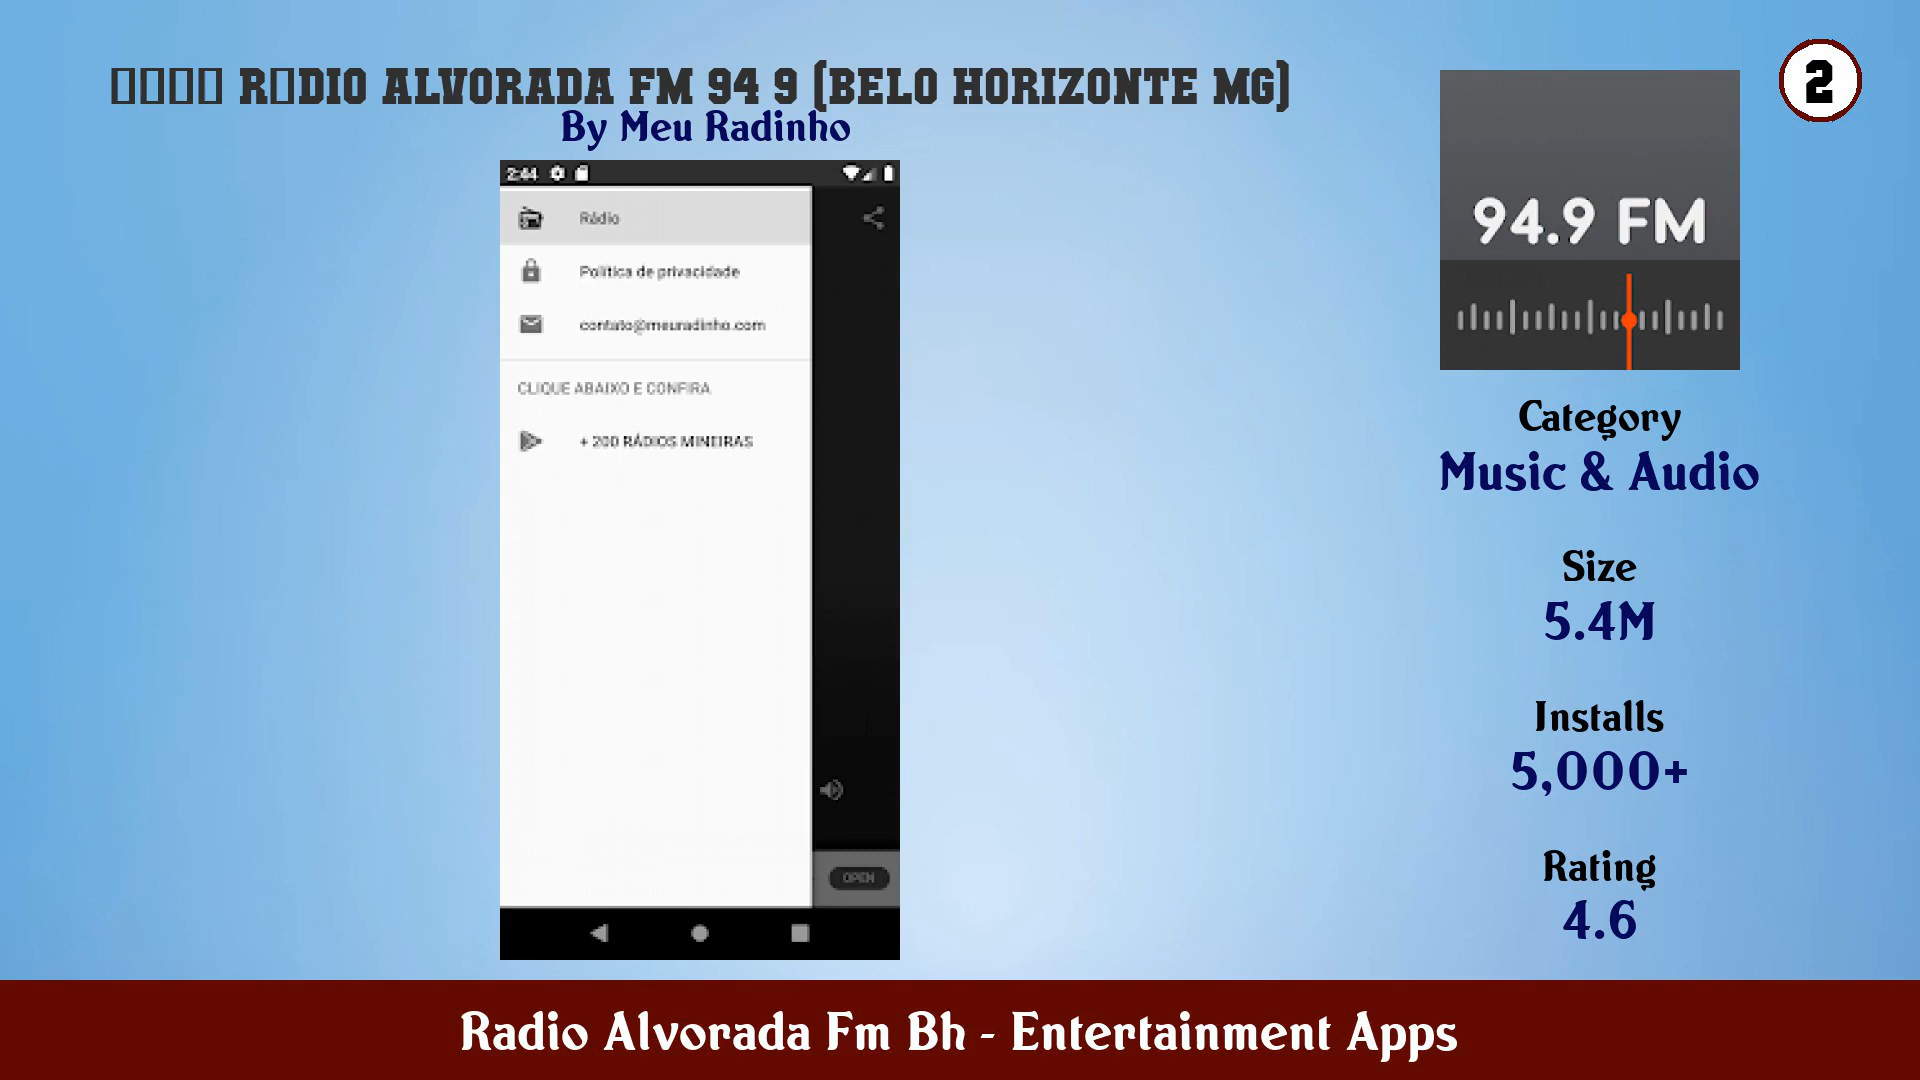 ▯▯▯▯ R▯DIO ALVORADA FM 94 9 (BELO HORIZONTE MG)
2
By Meu Radinho
2:44
Rádio
Política de privacidade
contato@meuradinho.com
CLIQUE ABAIXO E CONFIRA
+ 200 RÁDIOS MINEIRAS
OPEN
94.9 FM
Category
Music & Audio
Size
5.4M
Installs
5,000+
Rating
4.6
Radio Alvorada Fm Bh - Entertainment Apps